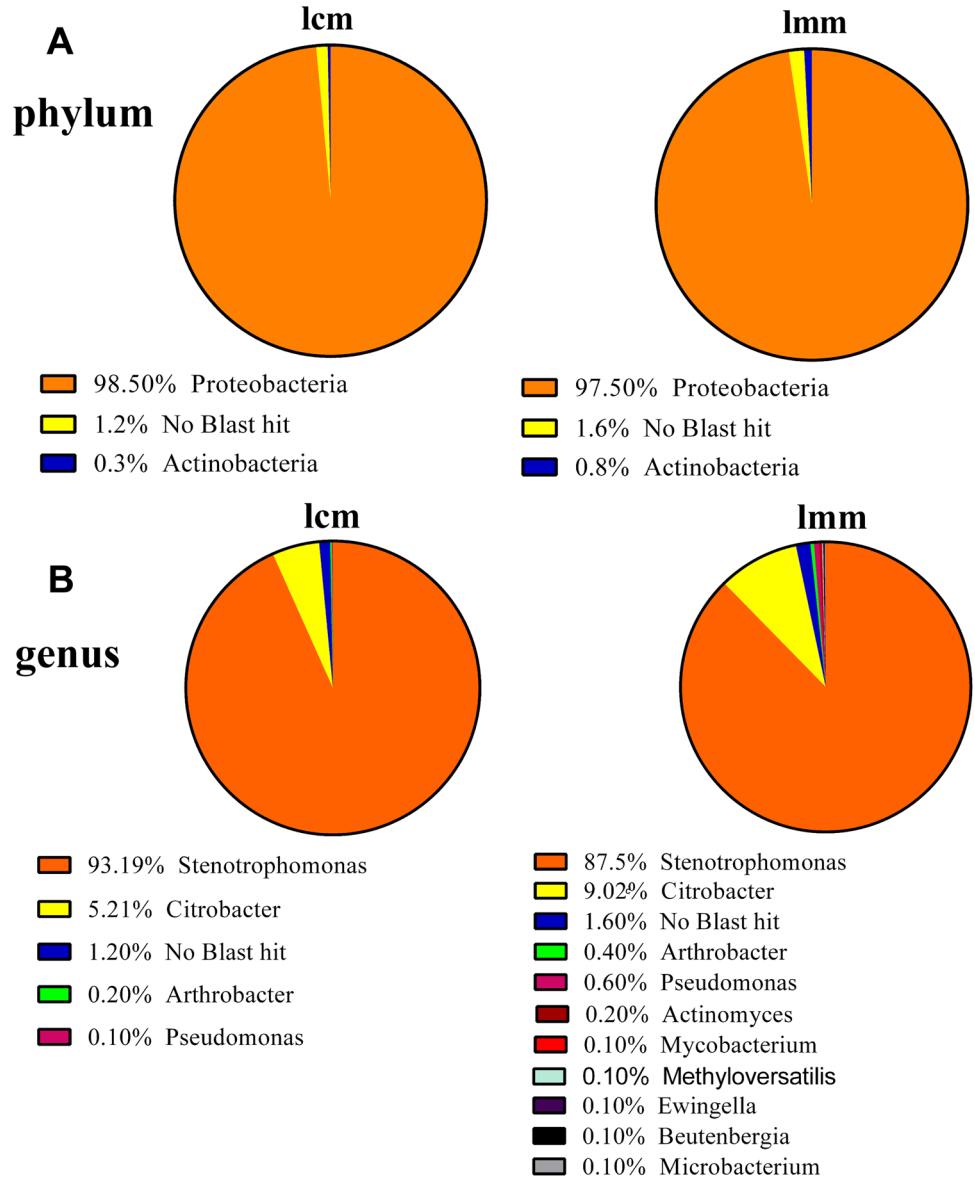 A
phylum
lcm
98.50% Proteobacteria
1.2% No Blast hit
0.3% Actinobacteria
lmm
97.50% Proteobacteria
1.6% No Blast hit
0.8% Actinobacteria
B
genus
lcm
93.19% Stenotrophomonas
5.21% Citrobacter
1.20% No Blast hit
0.20% Arthrobacter
0.10% Pseudomonas
lmm
87.5% Stenotrophomonas
9.02% Citrobacter
1.60% No Blast hit
0.40% Arthrobacter
0.60% Pseudomonas
0.20% Actinomyces
0.10% Mycobacterium
0.10% Methyloversatilis
0.10% Ewingella
0.10% Beutenbergia
0.10% Microbacterium